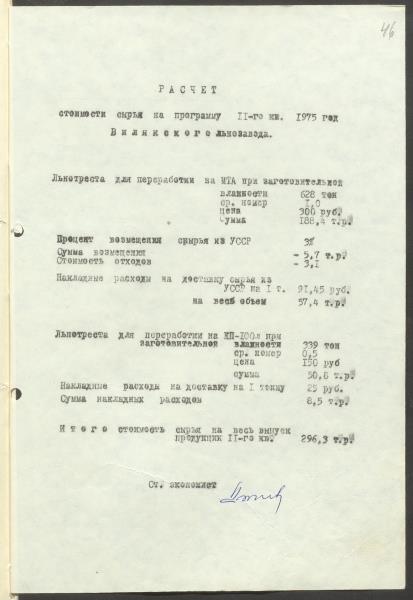 46
РАСЧЕТ
стоимости сырья на программу II-го кв. 1975 год
Вилякского льнозавода.
Льнотреста для переработки на МТА при заготовительной
влажности 628 тон
ср. номер 1,0
цена 300 руб.
сумма 188,4 т.р.
Процент возмещения сырья из УССР 3%
Сумма возмещения - 5,7 т.р.
Стоимость отходов - 3,1
Накладные расходы на доставку сырья из
УССР на 1 т. 91,45 руб.
на весь объем 57,4 т.р.
Льнотреста для переработки на КП-100л при
заготовительной влажности 339 тон
ср. номер 0,5
цена 150 руб
сумма 50,8 т.р.
Накладные расходы на доставку на 1 тонну 25 руб.
Сумма накладных расходов 8,5 т.р.
Итого стоимость сырья на весь выпуск
продукции II-го кв. 296,3 т.р.
Ст. экономист